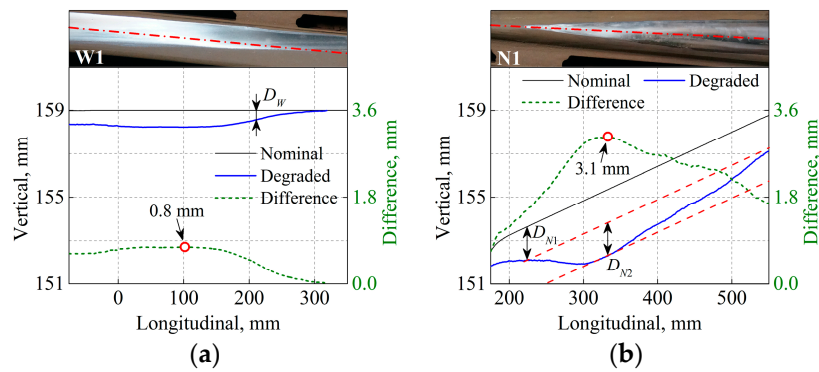 W1
Vertical, mm
159
155
151
D_W
Nominal
Degraded
Difference
0.8 mm
3.6
1.8
0.0
Difference, mm
0 100 200 300
Longitudinal, mm
(a)
N1
Vertical, mm
159
155
151
Nominal Degraded
Difference
3.1 mm
D_N1
D_N2
3.6
1.8
0.0
Difference, mm
200 300 400 500
Longitudinal, mm
(b)